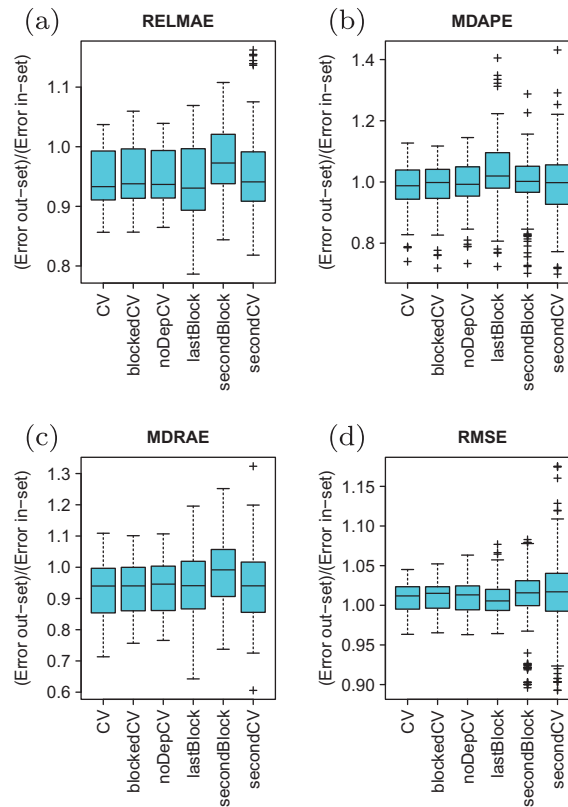 (a)
RELMAE
(Error out-set)/(Error in-set)
1.1
1.0
0.9
0.8
CV
blockedCV
noDepCV
lastBlock
secondBlock
secondCV
(b)
MDAPE
(Error out-set)/(Error in-set)
1.4
1.2
1.0
0.8
CV
blockedCV
noDepCV
lastBlock
secondBlock
secondCV
(c)
MDRAE
(Error out-set)/(Error in-set)
1.3
1.2
1.1
1.0
0.9
0.8
0.7
0.6
CV
blockedCV
noDepCV
lastBlock
secondBlock
secondCV
(d)
RMSE
(Error out-set)/(Error in-set)
1.15
1.10
1.05
1.00
0.95
0.90
CV
blockedCV
noDepCV
lastBlock
secondBlock
secondCV